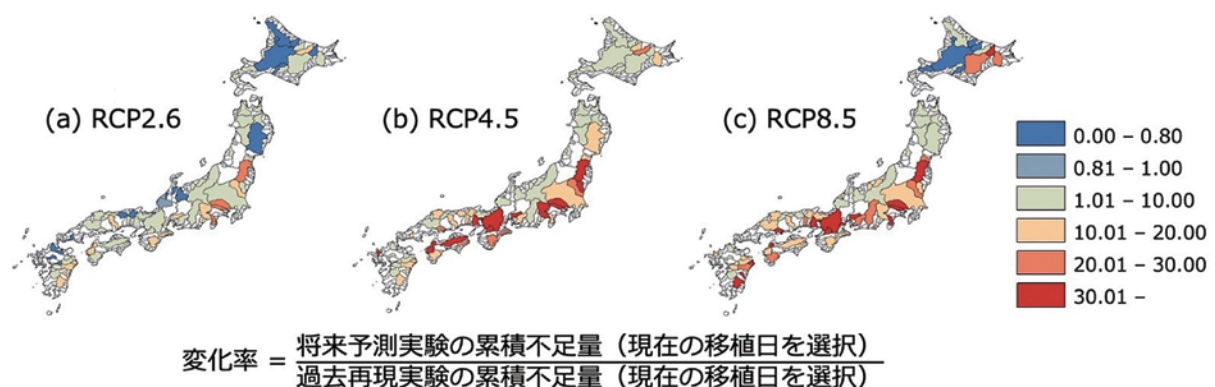 (a) RCP2.6
(b) RCP4.5
(c) RCP8.5
0.00 – 0.80
0.81 – 1.00
1.01 – 10.00
10.01 – 20.00
20.01 – 30.00
30.01 –
変化率 = 将来予測実験の累積不足量（現在の移植日を選択）
過去再現実験の累積不足量（現在の移植日を選択）